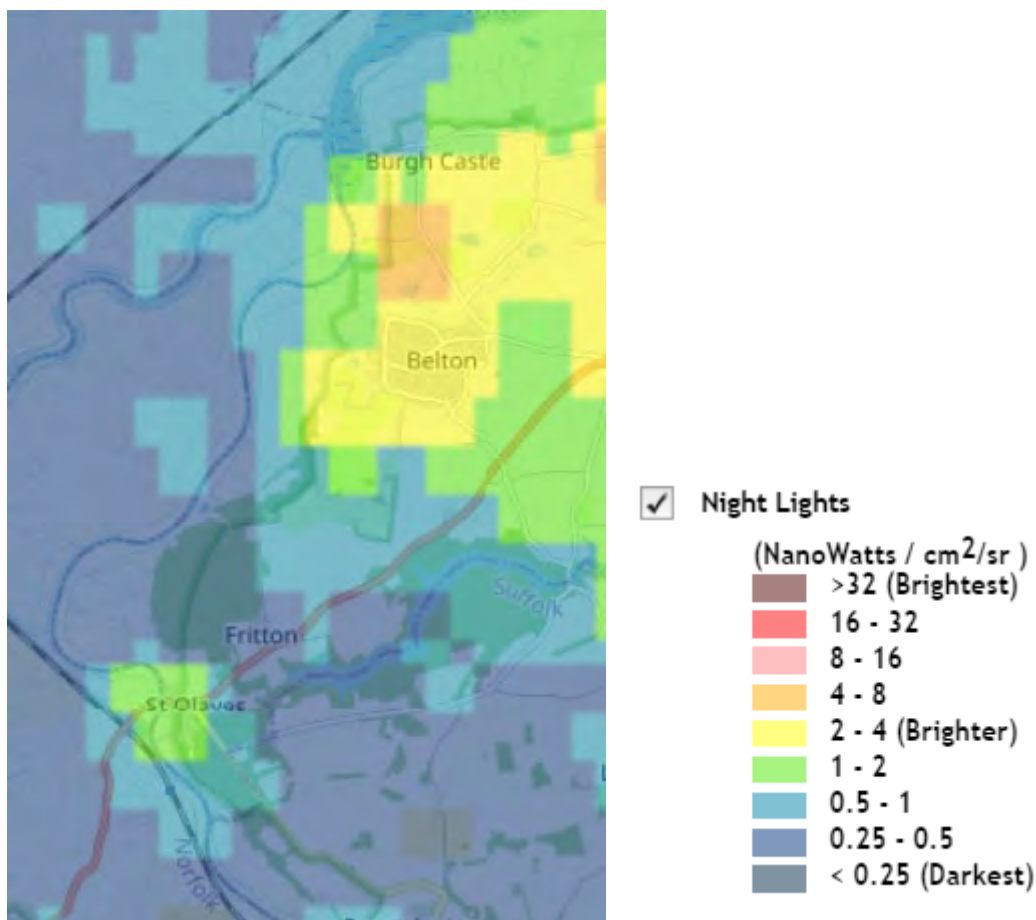 Burgh Caste
Belton
Suffolk
Fritton
St Olaves
Norfolk
✓ Night Lights
(NanoWatts / cm²/sr )
>32 (Brightest)
16 - 32
8 - 16
4 - 8
2 - 4 (Brighter)
1 - 2
0.5 - 1
0.25 - 0.5
< 0.25 (Darkest)